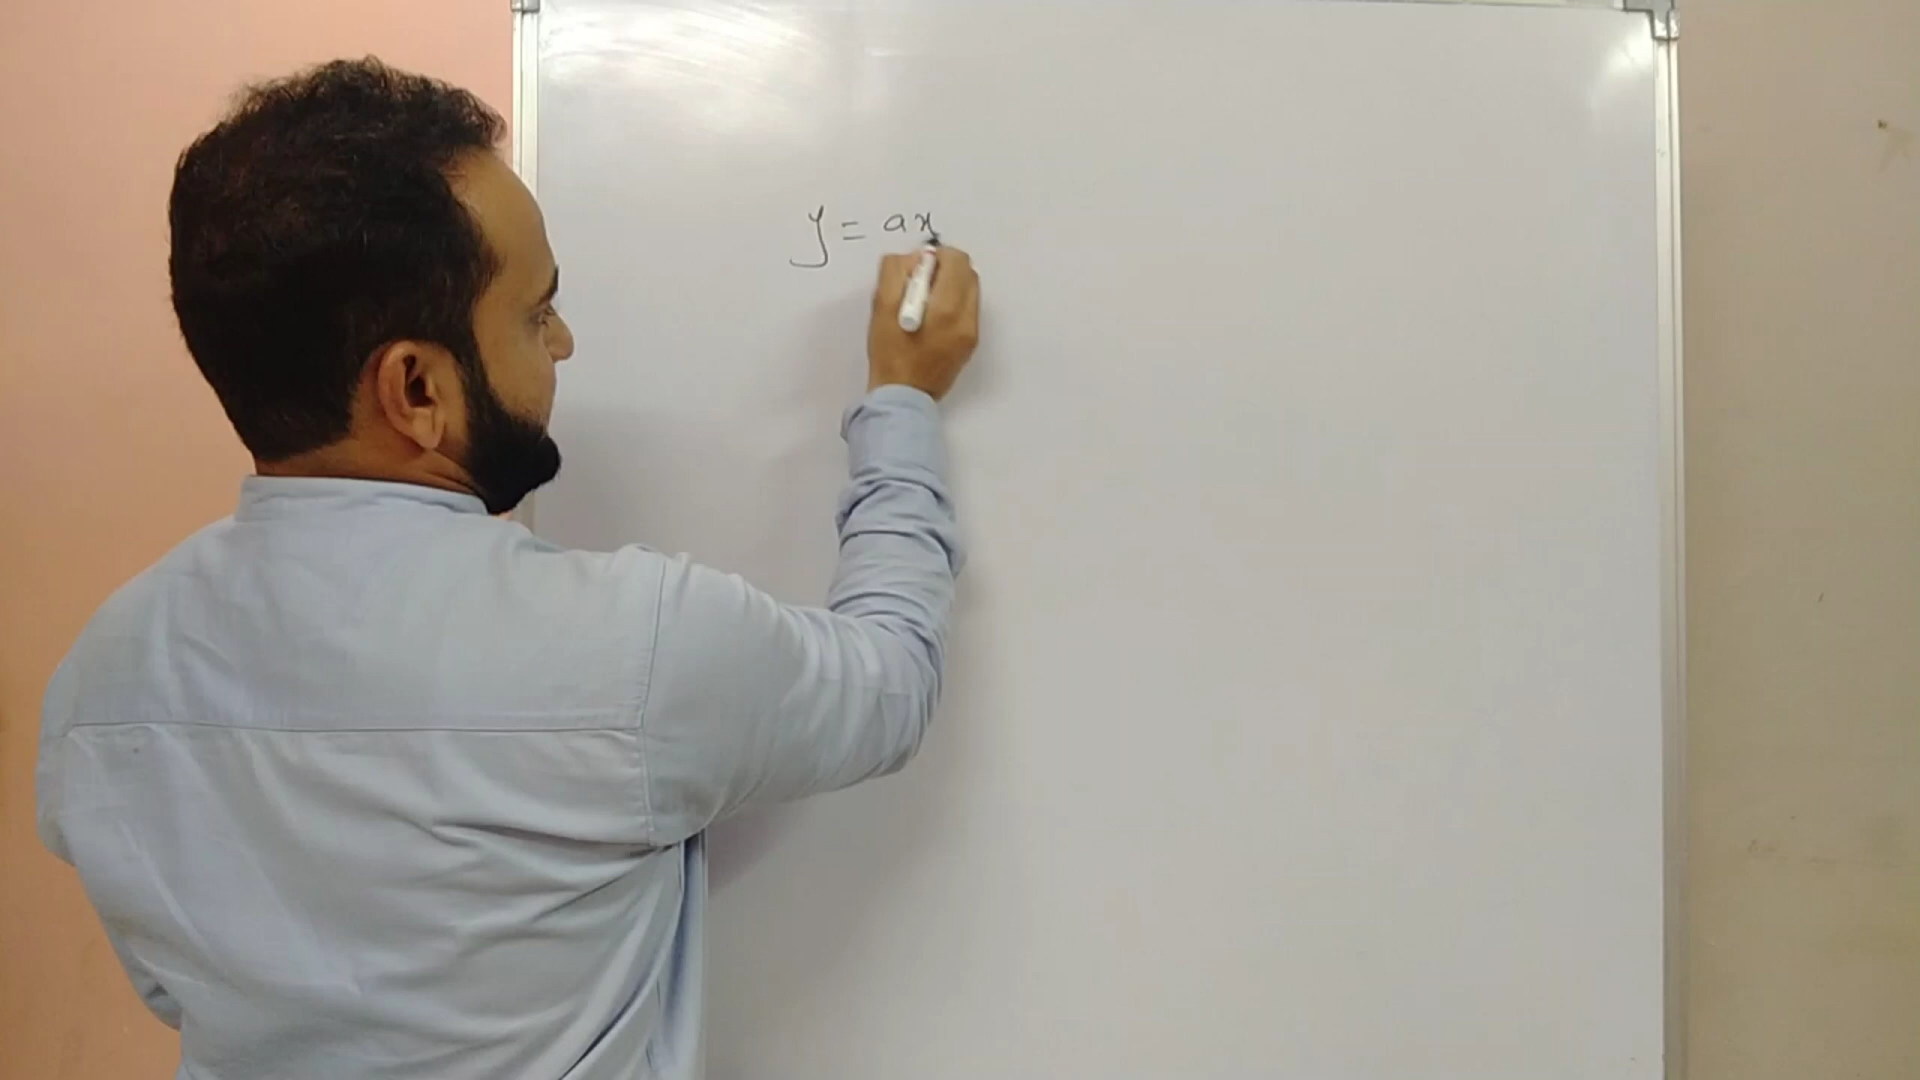 y = ax